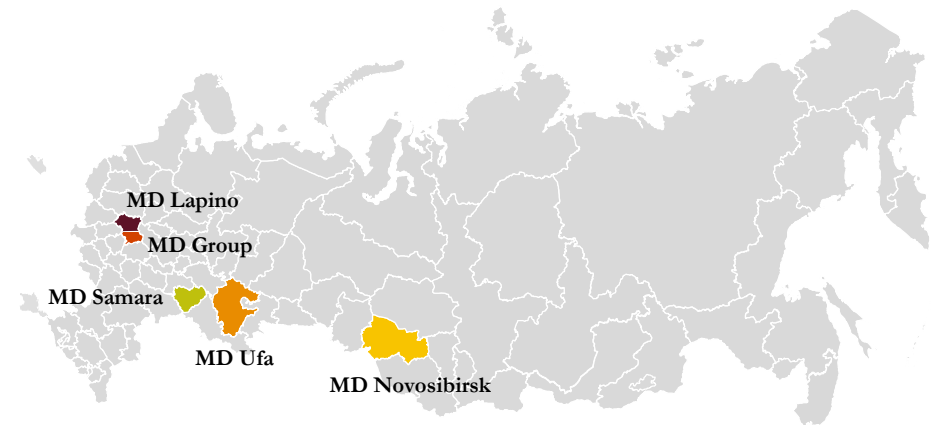 MD Lapino
MD Group
MD Samara
MD Ufa
MD Novosibirsk